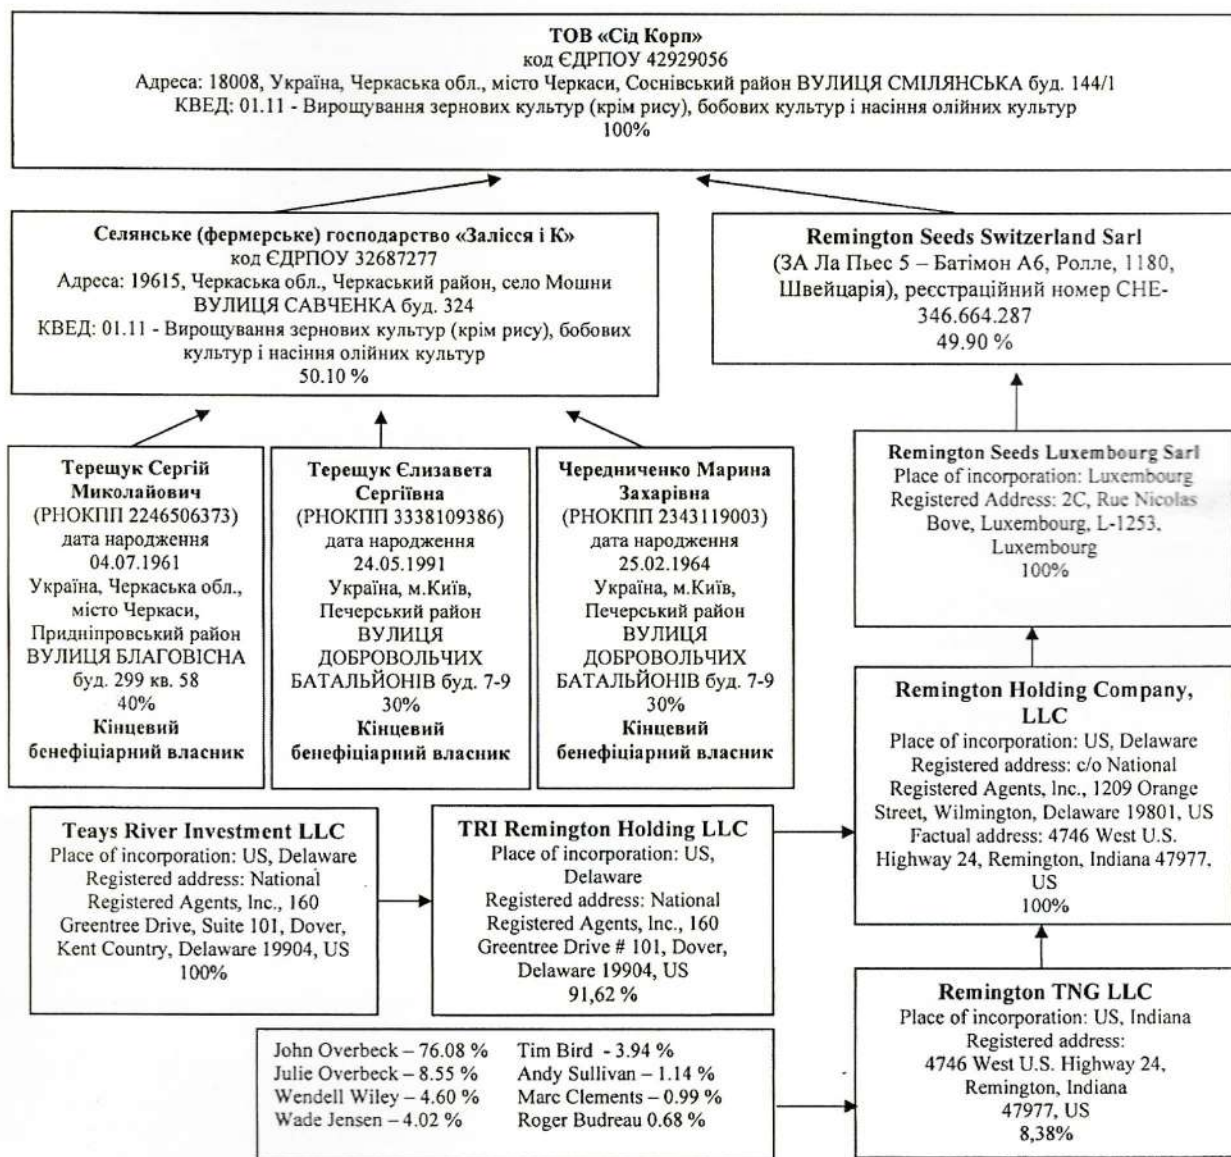 ТОВ «Сід Корп»
код ЄДРПОУ 42929056
Адреса: 18008, Україна, Черкаська обл., місто Черкаси, Соснівський район ВУЛИЦЯ СМІЛЯНСЬКА буд. 144/1
КВЕД: 01.11 - Вирощування зернових культур (крім рису), бобових культур і насіння олійних культур
100%
Селянське (фермерське) господарство «Залісся і К»
код ЄДРПОУ 32687277
Адреса: 19615, Черкаська обл., Черкаський район, село Мошни
ВУЛИЦЯ САВЧЕНКА буд. 324
КВЕД: 01.11 - Вирощування зернових культур (крім рису), бобових
культур і насіння олійних культур
50.10 %
Remington Seeds Switzerland Sarl
(ЗА Ла Пьес 5 – Батімон А6, Ролле, 1180,
Швейцарія), реєстраційний номер CHE-
346.664.287
49.90 %
Терещук Сергій
Миколайович
(РНОКПП 2246506373)
дата народження
04.07.1961
Україна, Черкаська обл.,
місто Черкаси,
Придніпровський район
ВУЛИЦЯ БЛАГОВІСНА
буд. 299 кв. 58
40%
Кінцевий
бенефіціарний власник
Терещук Єлизавета
Сергіївна
(РНОКПП 3338109386)
дата народження
24.05.1991
Україна, м.Київ,
Печерський район
ВУЛИЦЯ
ДОБРОВОЛЬЧИХ
БАТАЛЬЙОНІВ буд. 7-9
30%
Кінцевий
бенефіціарний власник
Чередниченко Марина
Захарівна
(РНОКПП 2343119003)
дата народження
25.02.1964
Україна, м.Київ,
Печерський район
ВУЛИЦЯ
ДОБРОВОЛЬЧИХ
БАТАЛЬЙОНІВ буд. 7-9
30%
Кінцевий
бенефіціарний власник
Remington Seeds Luxembourg Sarl
Place of incorporation: Luxembourg
Registered Address: 2C, Rue Nicolas
Bove, Luxembourg, L-1253,
Luxembourg
100%
Remington Holding Company,
LLC
Place of incorporation: US, Delaware
Registered address: c/o National
Registered Agents, Inc., 1209 Orange
Street, Wilmington, Delaware 19801, US
Factual address: 4746 West U.S.
Highway 24, Remington, Indiana 47977,
US
100%
Teays River Investment LLC
Place of incorporation: US, Delaware
Registered address: National
Registered Agents, Inc., 160
Greentree Drive, Suite 101, Dover,
Kent Country, Delaware 19904, US
100%
TRI Remington Holding LLC
Place of incorporation: US,
Delaware
Registered address: National
Registered Agents, Inc., 160
Greentree Drive # 101, Dover,
Delaware 19904, US
91,62 %
Remington TNG LLC
Place of incorporation: US, Indiana
Registered address:
4746 West U.S. Highway 24,
Remington, Indiana
47977, US
8,38%
John Overbeck – 76.08 %
Julie Overbeck – 8.55 %
Wendell Wiley – 4.60 %
Wade Jensen – 4.02 %
Tim Bird - 3.94 %
Andy Sullivan – 1.14 %
Marc Clements – 0.99 %
Roger Budreau 0.68 %